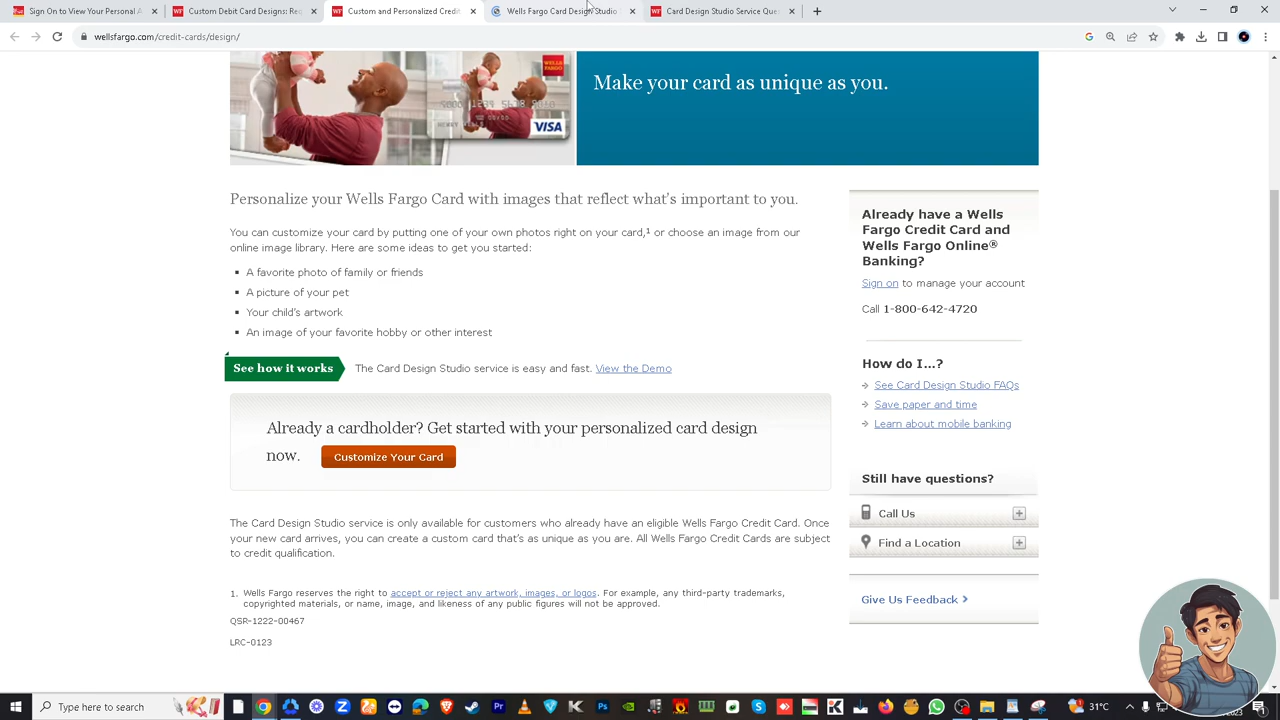 Sign On to View Your Personal A
Custom Debit Card Designs: Req
Custom and Personalized Credit
Wells Fargo Card Design Studio
Card Design Studio Service Que
wellsfargo.com/credit-cards/design/
WELLS FARGO
VISA
Make your card as unique as you.
Personalize your Wells Fargo Card with images that reflect what's important to you.
You can customize your card by putting one of your own photos right on your card,¹ or choose an image from our
online image library. Here are some ideas to get you started:
A favorite photo of family or friends
A picture of your pet
Your child's artwork
An image of your favorite hobby or other interest
See how it works
The Card Design Studio service is easy and fast. View the Demo
Already a cardholder? Get started with your personalized card design
now.
Customize Your Card
The Card Design Studio service is only available for customers who already have an eligible Wells Fargo Credit Card. Once
your new card arrives, you can create a custom card that's as unique as you are. All Wells Fargo Credit Cards are subject
to credit qualification.
1. Wells Fargo reserves the right to accept or reject any artwork, images, or logos. For example, any third-party trademarks,
copyrighted materials, or name, image, and likeness of any public figures will not be approved.
QSR-1222-00467
LRC-0123
Already have a Wells
Fargo Credit Card and
Wells Fargo Online®
Banking?
Sign on to manage your account
Call 1-800-642-4720
How do I...?
See Card Design Studio FAQs
Save paper and time
Learn about mobile banking
Still have questions?
Call Us
Find a Location
Give Us Feedback
Type here to search
31°C